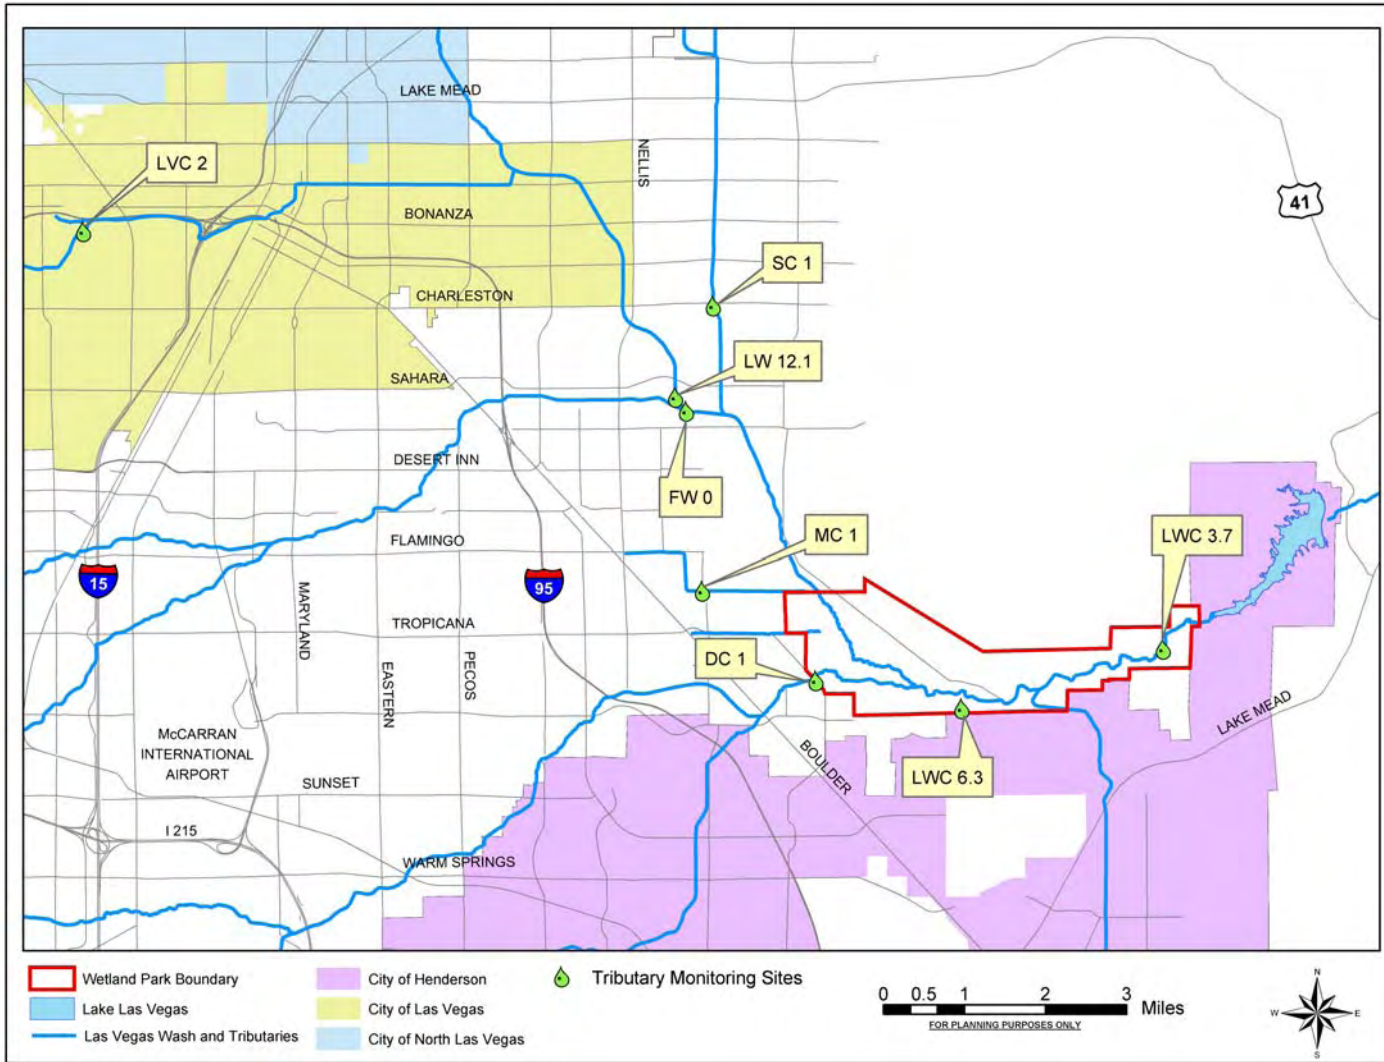 LAKE MEAD
NELLIS
LVC 2
41
BONANZA
SC 1
CHARLESTON
LW 12.1
SAHARA
DESERT INN
FW 0
MC 1
LWC 3.7
FLAMINGO
15
95
MARYLAND
TROPICANA
EASTERN
PECOS
DC 1
LAKE MEAD
McCARRAN
INTERNATIONAL
AIRPORT
BOULDER
LWC 6.3
SUNSET
I 215
WARM SPRINGS
Wetland Park Boundary
Lake Las Vegas
Las Vegas Wash and Tributaries
City of Henderson
City of Las Vegas
City of North Las Vegas
Tributary Monitoring Sites
0 0.5 1 2 3
Miles
FOR PLANNING PURPOSES ONLY
N
W E
S